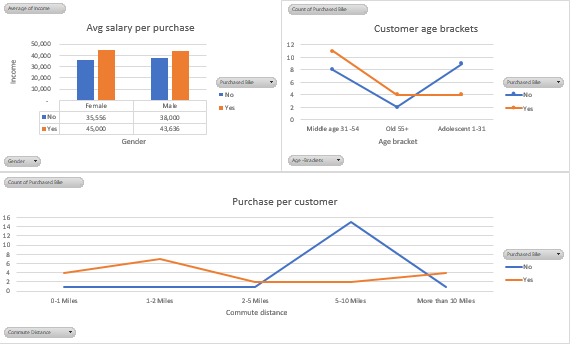 Average of Income
Avg salary per purchase
Income
50,000
40,000
30,000
20,000
10,000
-
Female
Male
No
35,556
38,000
Yes
45,000
43,636
Gender
Purchased Bike
No
Yes
Gender
Count of Purchased Bike
Customer age brackets
12
10
8
6
4
2
0
Middle age 31 -54
Old 55+
Adolescent 1-31
Age bracket
Purchased Bike
No
Yes
Age -Brackets
Count of Purchased Bike
Purchase per customer
16
14
12
10
8
6
4
2
0
0-1 Miles
1-2 Miles
2-5 Miles
5-10 Miles
More than 10 Miles
Commute distance
Purchased Bike
No
Yes
Commute Distance